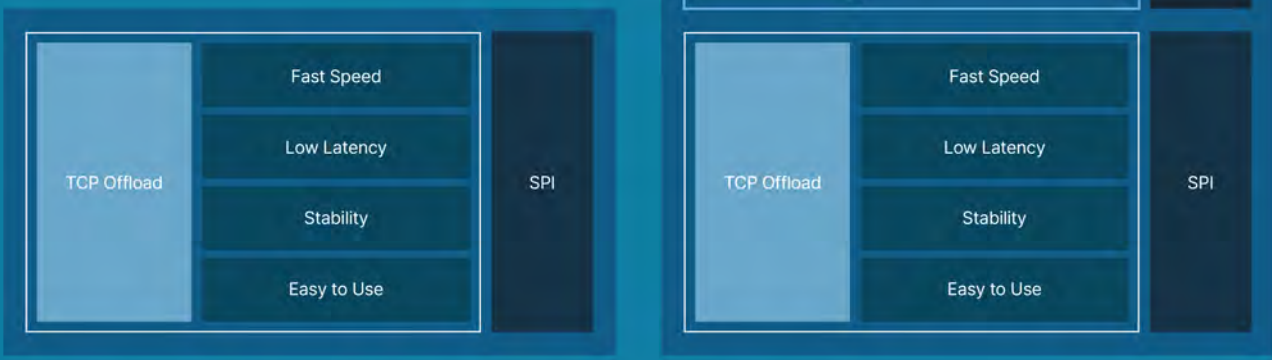 Fast Speed
Low Latency
TCP Offload
SPI
Stability
Easy to Use
Fast Speed
Low Latency
TCP Offload
SPI
Stability
Easy to Use